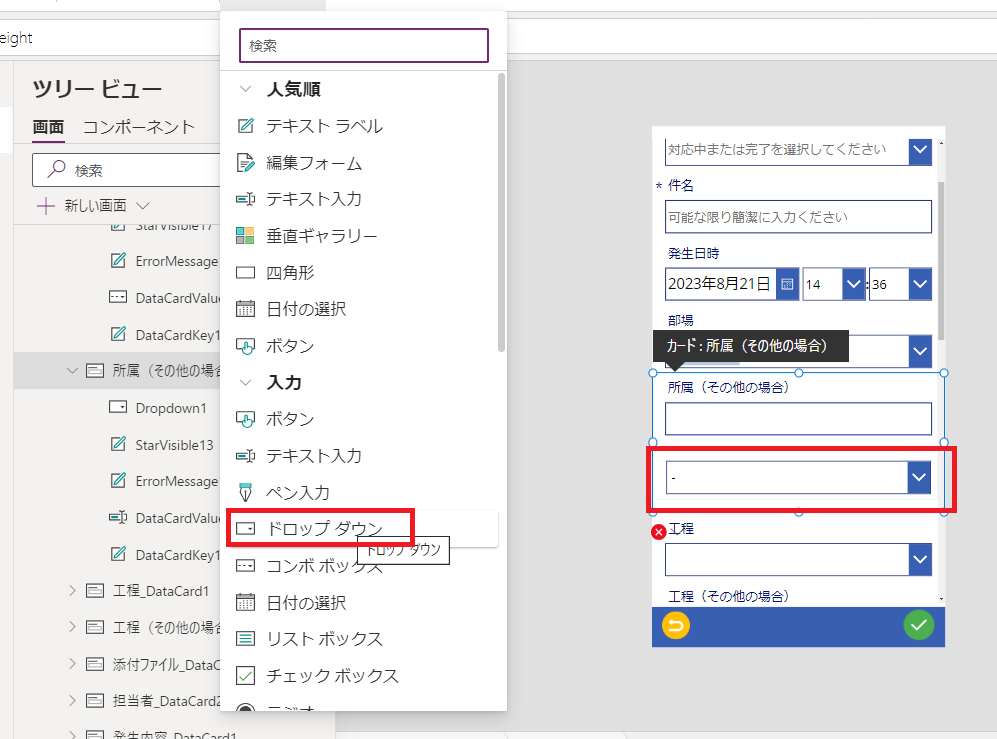 eight
ツリー ビュー
画面
コンポーネント
検索
新しい画面
StarVisible17
ErrorMessage
DataCardValu
DataCardKey1
所属（その他の場合
Dropdown1
StarVisible13
ErrorMessage
DataCardValu
DataCardKey1
工程_DataCard1
工程（その他の場合
添付ファイル_DataC
担当者_DataCard2
発生内容_DataCard1
検索
人気順
テキスト ラベル
編集フォーム
テキスト入力
垂直ギャラリー
四角形
日付の選択
ボタン
入力
ボタン
テキスト入力
ペン入力
ドロップ ダウン
ドロップ ダウン
コンボ ボックス
日付の選択
リスト ボックス
チェック ボックス
ラジオ
対応中または完了を選択してください
* 件名
可能な限り簡潔に入力ください
発生日時
2023年8月21日 14 : 36
部場
カード : 所属（その他の場合）
所属（その他の場合）
-
工程
工程（その他の場合）